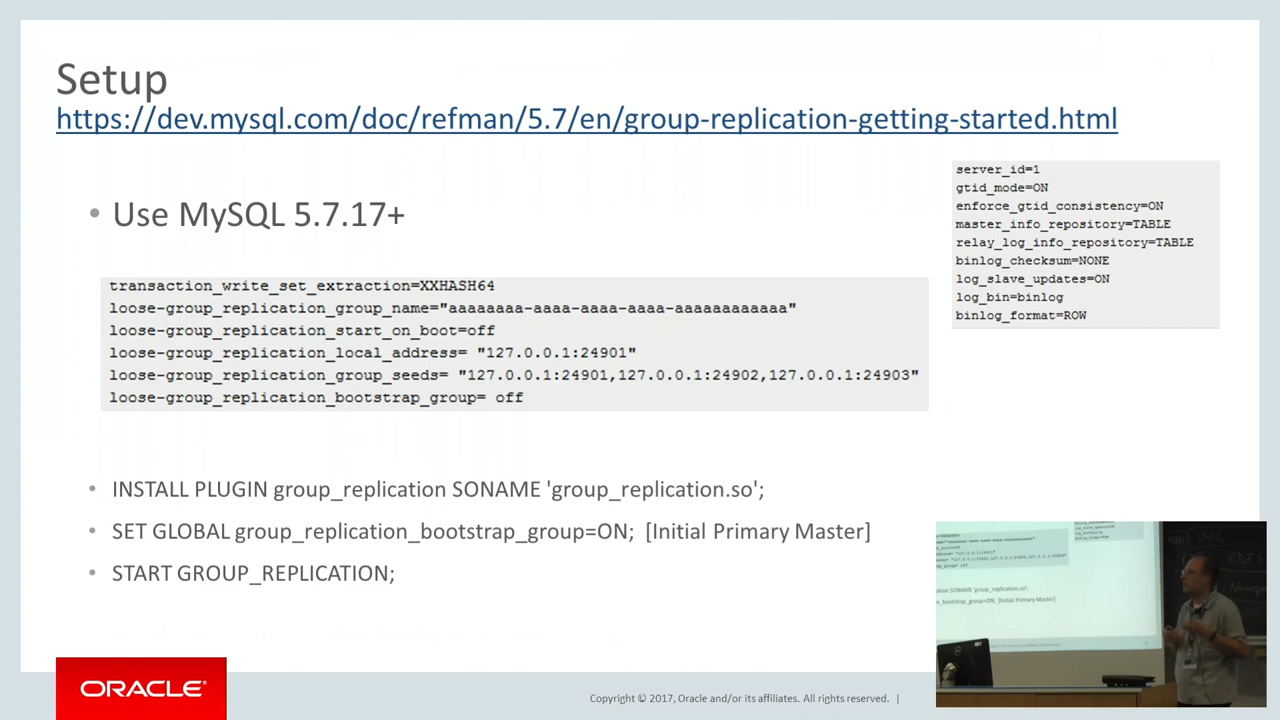 Setup
https://dev.mysql.com/doc/refman/5.7/en/group-replication-getting-started.html
• Use MySQL 5.7.17+
server_id=1
gtid_mode=ON
enforce_gtid_consistency=ON
master_info_repository=TABLE
relay_log_info_repository=TABLE
binlog_checksum=NONE
log_slave_updates=ON
log_bin=binlog
binlog_format=ROW
transaction_write_set_extraction=XXHASH64
loose-group_replication_group_name="aaaaaaaa-aaaa-aaaa-aaaa-aaaaaaaaaaaa"
loose-group_replication_start_on_boot=off
loose-group_replication_local_address= "127.0.0.1:24901"
loose-group_replication_group_seeds= "127.0.0.1:24901,127.0.0.1:24902,127.0.0.1:24903"
loose-group_replication_bootstrap_group= off
• INSTALL PLUGIN group_replication SONAME 'group_replication.so';
• SET GLOBAL group_replication_bootstrap_group=ON; [Initial Primary Master]
• START GROUP_REPLICATION;
ORACLE®
Copyright © 2017, Oracle and/or its affiliates. All rights reserved. |